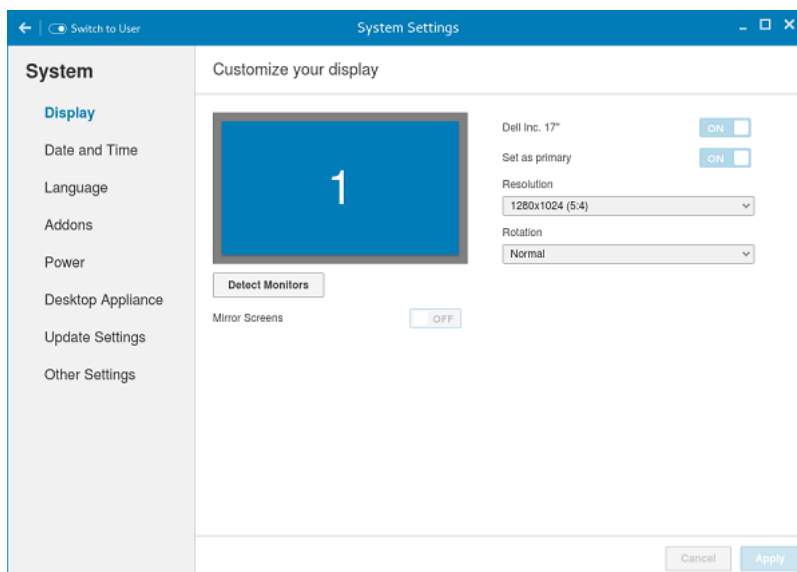 Switch to User
System Settings
System
Display
Date and Time
Language
Addons
Power
Desktop Appliance
Update Settings
Other Settings
Customize your display
1
Detect Monitors
Mirror Screens
OFF
Dell Inc. 17"
ON
Set as primary
ON
Resolution
1280x1024 (5:4)
Rotation
Normal
Cancel
Apply